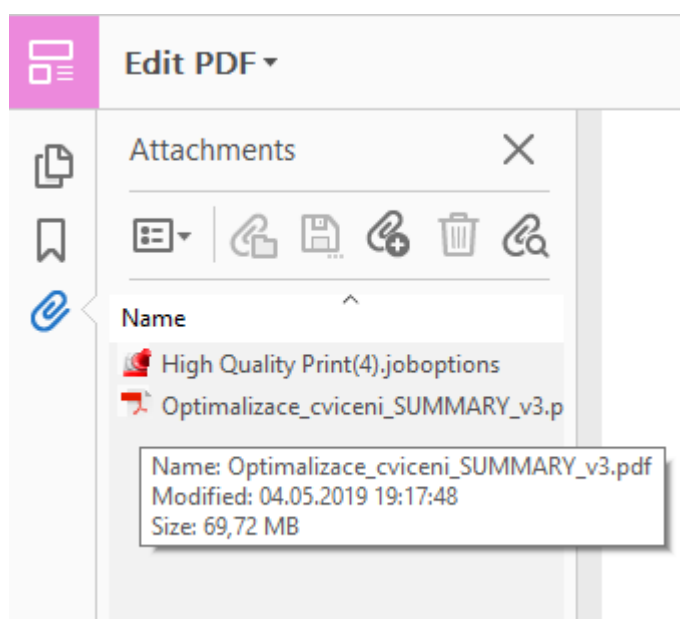 Edit PDF
Attachments
Name
High Quality Print(4).joboptions
Optimalizace_cviceni_SUMMARY_v3.p
Name: Optimalizace_cviceni_SUMMARY_v3.pdf
Modified: 04.05.2019 19:17:48
Size: 69,72 MB